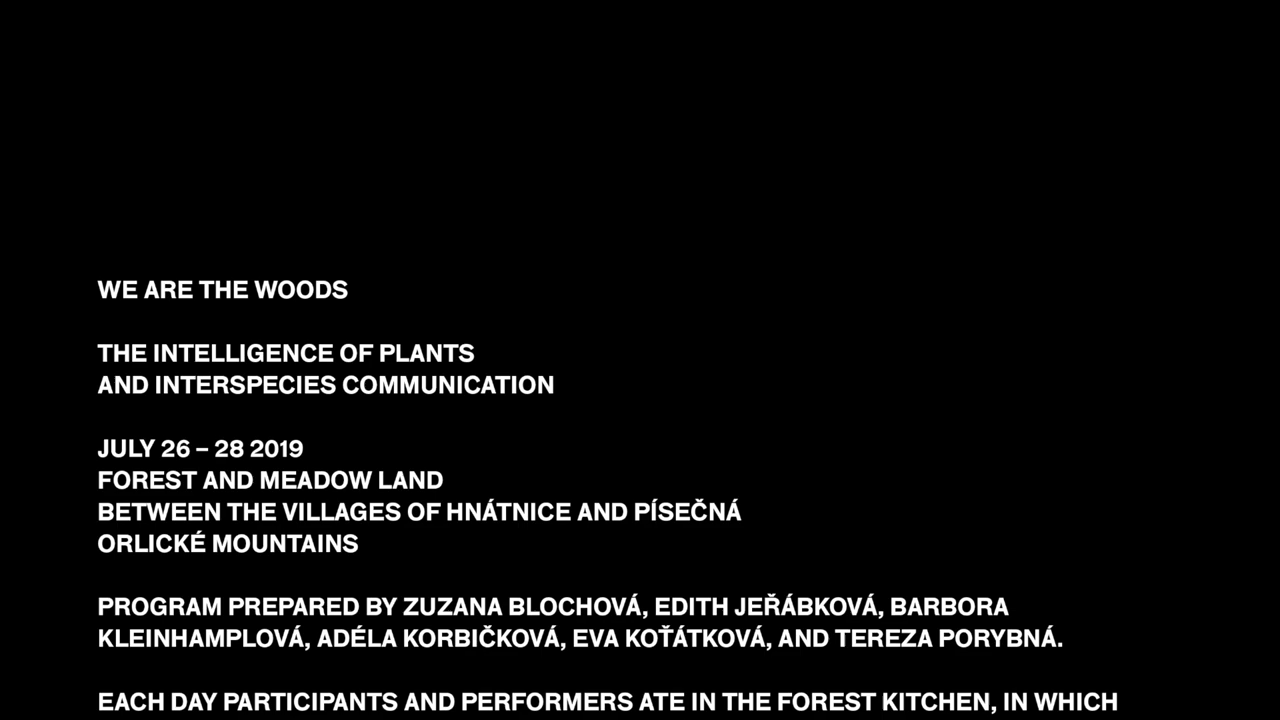 WE ARE THE WOODS
THE INTELLIGENCE OF PLANTS
AND INTERSPECIES COMMUNICATION
JULY 26 – 28 2019
FOREST AND MEADOW LAND
BETWEEN THE VILLAGES OF HNÁTNICE AND PÍSEČNÁ
ORLICKÉ MOUNTAINS
PROGRAM PREPARED BY ZUZANA BLOCHOVÁ, EDITH JEŘÁBKOVÁ, BARBORA
KLEINHAMPLOVÁ, ADÉLA KORBIČKOVÁ, EVA KOŤÁTKOVÁ, AND TEREZA PORYBNÁ.
EACH DAY PARTICIPANTS AND PERFORMERS ATE IN THE FOREST KITCHEN, IN WHICH